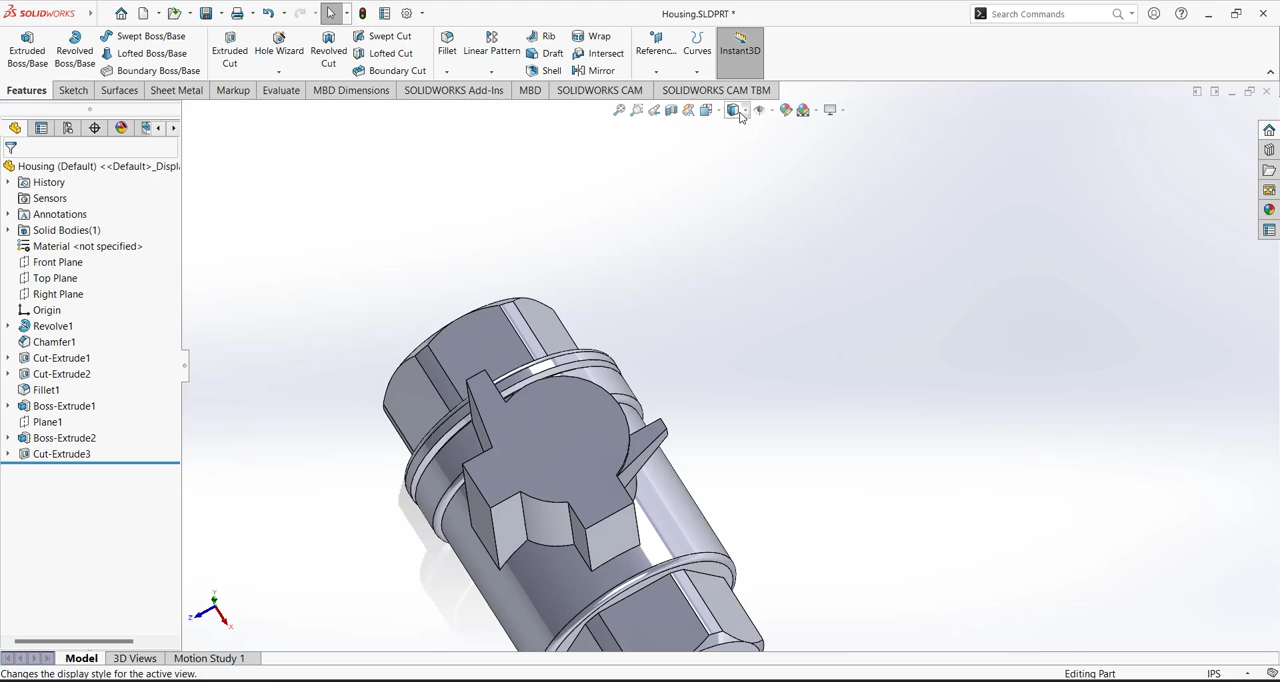 SOLIDWORKS
Housing.SLDPRT *
Search Commands
Extruded Boss/Base
Revolved Boss/Base
Swept Boss/Base
Lofted Boss/Base
Boundary Boss/Base
Extruded Cut
Hole Wizard
Revolved Cut
Swept Cut
Lofted Cut
Boundary Cut
Fillet
Linear Pattern
Rib
Draft
Shell
Wrap
Intersect
Mirror
Referenc...
Curves
Instant3D
Features
Sketch
Surfaces
Sheet Metal
Markup
Evaluate
MBD Dimensions
SOLIDWORKS Add-Ins
MBD
SOLIDWORKS CAM
SOLIDWORKS CAM TBM
Housing (Default) <<Default>_Displ
History
Sensors
Annotations
Solid Bodies(1)
Material <not specified>
Front Plane
Top Plane
Right Plane
Origin
Revolve1
Chamfer1
Cut-Extrude1
Cut-Extrude2
Fillet1
Boss-Extrude1
Plane1
Boss-Extrude2
Cut-Extrude3
Y
Z
X
Model
3D Views
Motion Study 1
Changes the display style for the active view.
Editing Part
IPS